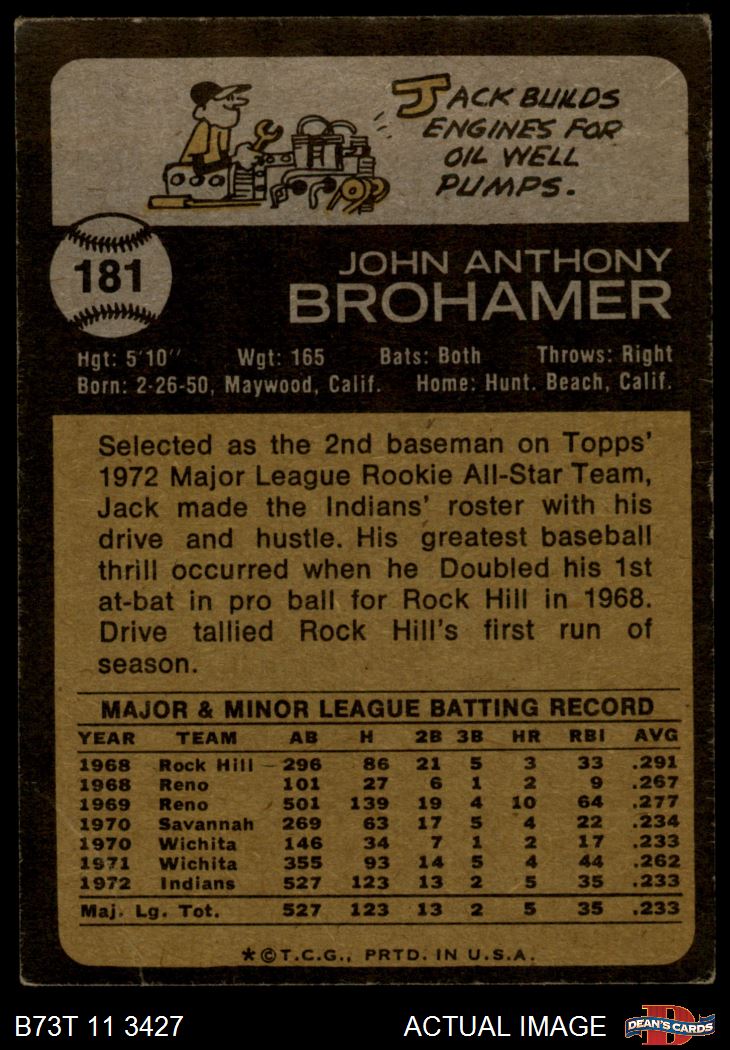 JACK BUILDS
ENGINES FOR
OIL WELL
PUMPS.
181
JOHN ANTHONY
BROHAMER
Hgt: 5'10" Wgt: 165 Bats: Both Throws: Right
Born: 2-26-50, Maywood, Calif. Home: Hunt. Beach, Calif.
Selected as the 2nd baseman on Topps'
1972 Major League Rookie All-Star Team,
Jack made the Indians' roster with his
drive and hustle. His greatest baseball
thrill occurred when he Doubled his 1st
at-bat in pro ball for Rock Hill in 1968.
Drive tallied Rock Hill's first run of
season.
MAJOR & MINOR LEAGUE BATTING RECORD
YEAR TEAM AB H 2B 3B HR RBI AVG
1968 Rock Hill 296 86 21 5 3 33 .291
1968 Reno 101 27 6 1 2 9 .267
1969 Reno 501 139 19 4 10 64 .277
1970 Savannah 269 63 17 5 4 22 .234
1970 Wichita 146 34 7 1 2 17 .233
1971 Wichita 355 93 14 5 4 44 .262
1972 Indians 527 123 13 2 5 35 .233
Maj. Lg. Tot. 527 123 13 2 5 35 .233
*©T.C.G., PRTD. IN U.S.A.
B73T 11 3427 ACTUAL IMAGE
D
DEAN'S CARDS